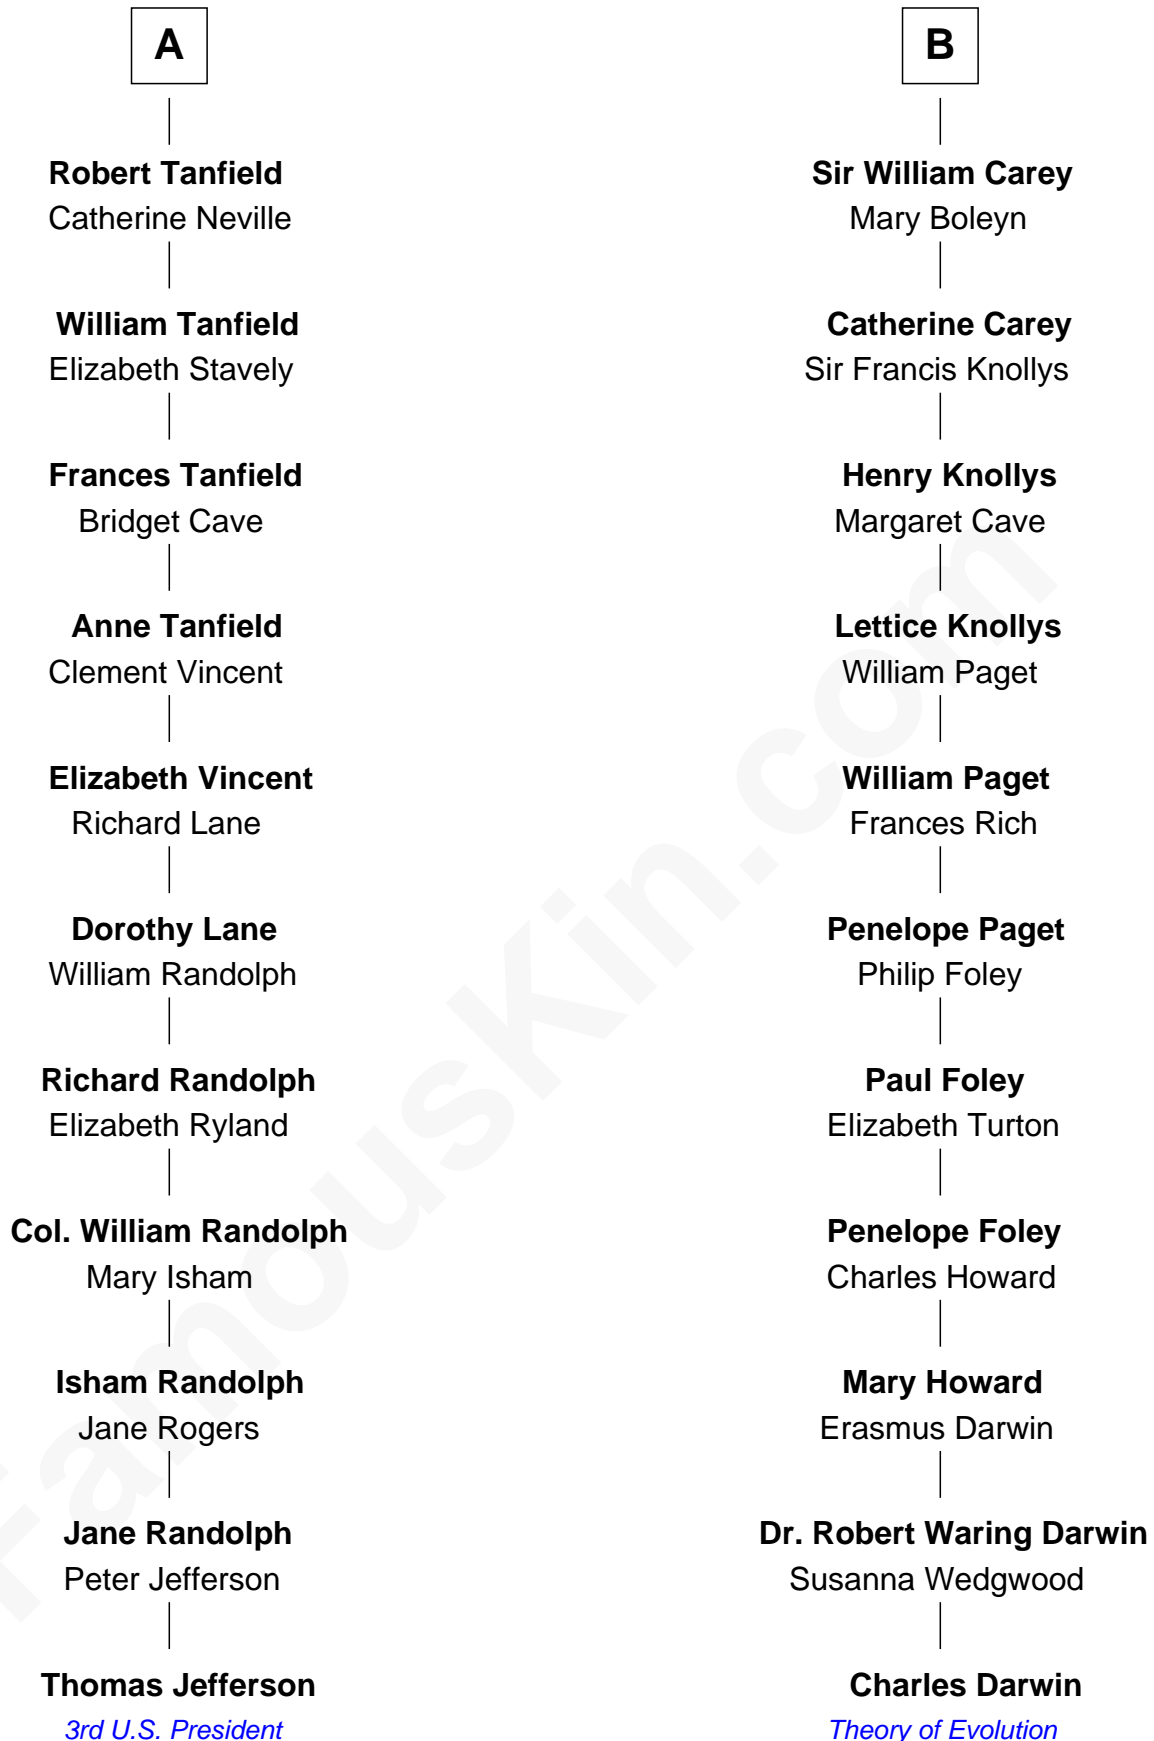 A
Robert Tanfield
Catherine Neville
William Tanfield
Elizabeth Stavely
Frances Tanfield
Bridget Cave
Anne Tanfield
Clement Vincent
Elizabeth Vincent
Richard Lane
Dorothy Lane
William Randolph
Richard Randolph
Elizabeth Ryland
Col. William Randolph
Mary Isham
Isham Randolph
Jane Rogers
Jane Randolph
Peter Jefferson
Thomas Jefferson
3rd U.S. President
B
Sir William Carey
Mary Boleyn
Catherine Carey
Sir Francis Knollys
Henry Knollys
Margaret Cave
Lettice Knollys
William Paget
William Paget
Frances Rich
Penelope Paget
Philip Foley
Paul Foley
Elizabeth Turton
Penelope Foley
Charles Howard
Mary Howard
Erasmus Darwin
Dr. Robert Waring Darwin
Susanna Wedgwood
Charles Darwin
Theory of Evolution
FamousKin.com